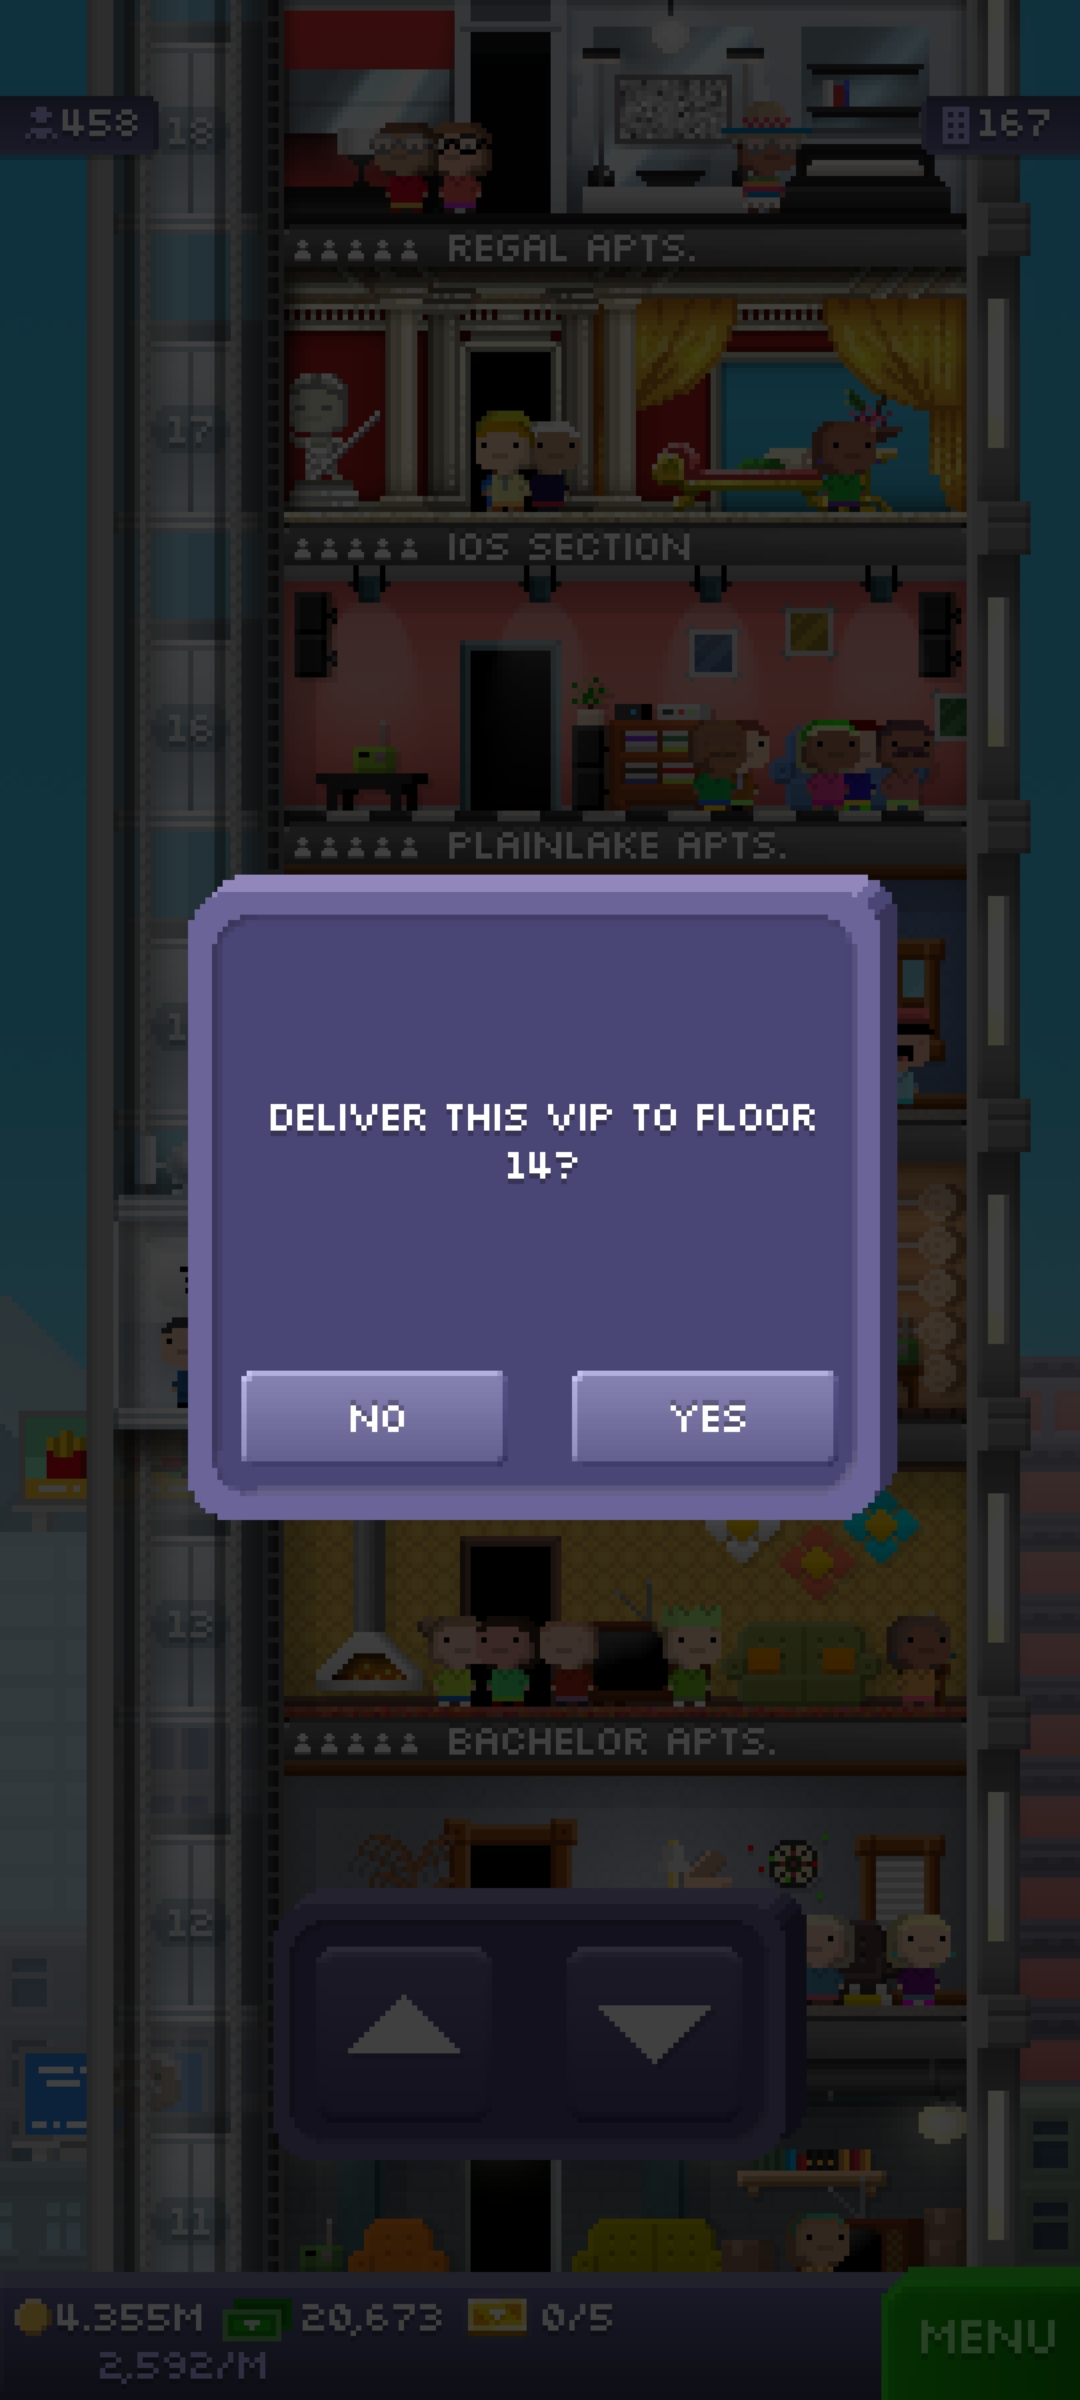 458
18
167
REGAL APTS.
17
IOS SECTION
16
PLAINLAKE APTS.
DELIVER THIS VIP TO FLOOR
14?
NO
YES
13
BACHELOR APTS.
12
11
4.355M
20,673
0/5
2,592/M
MENU